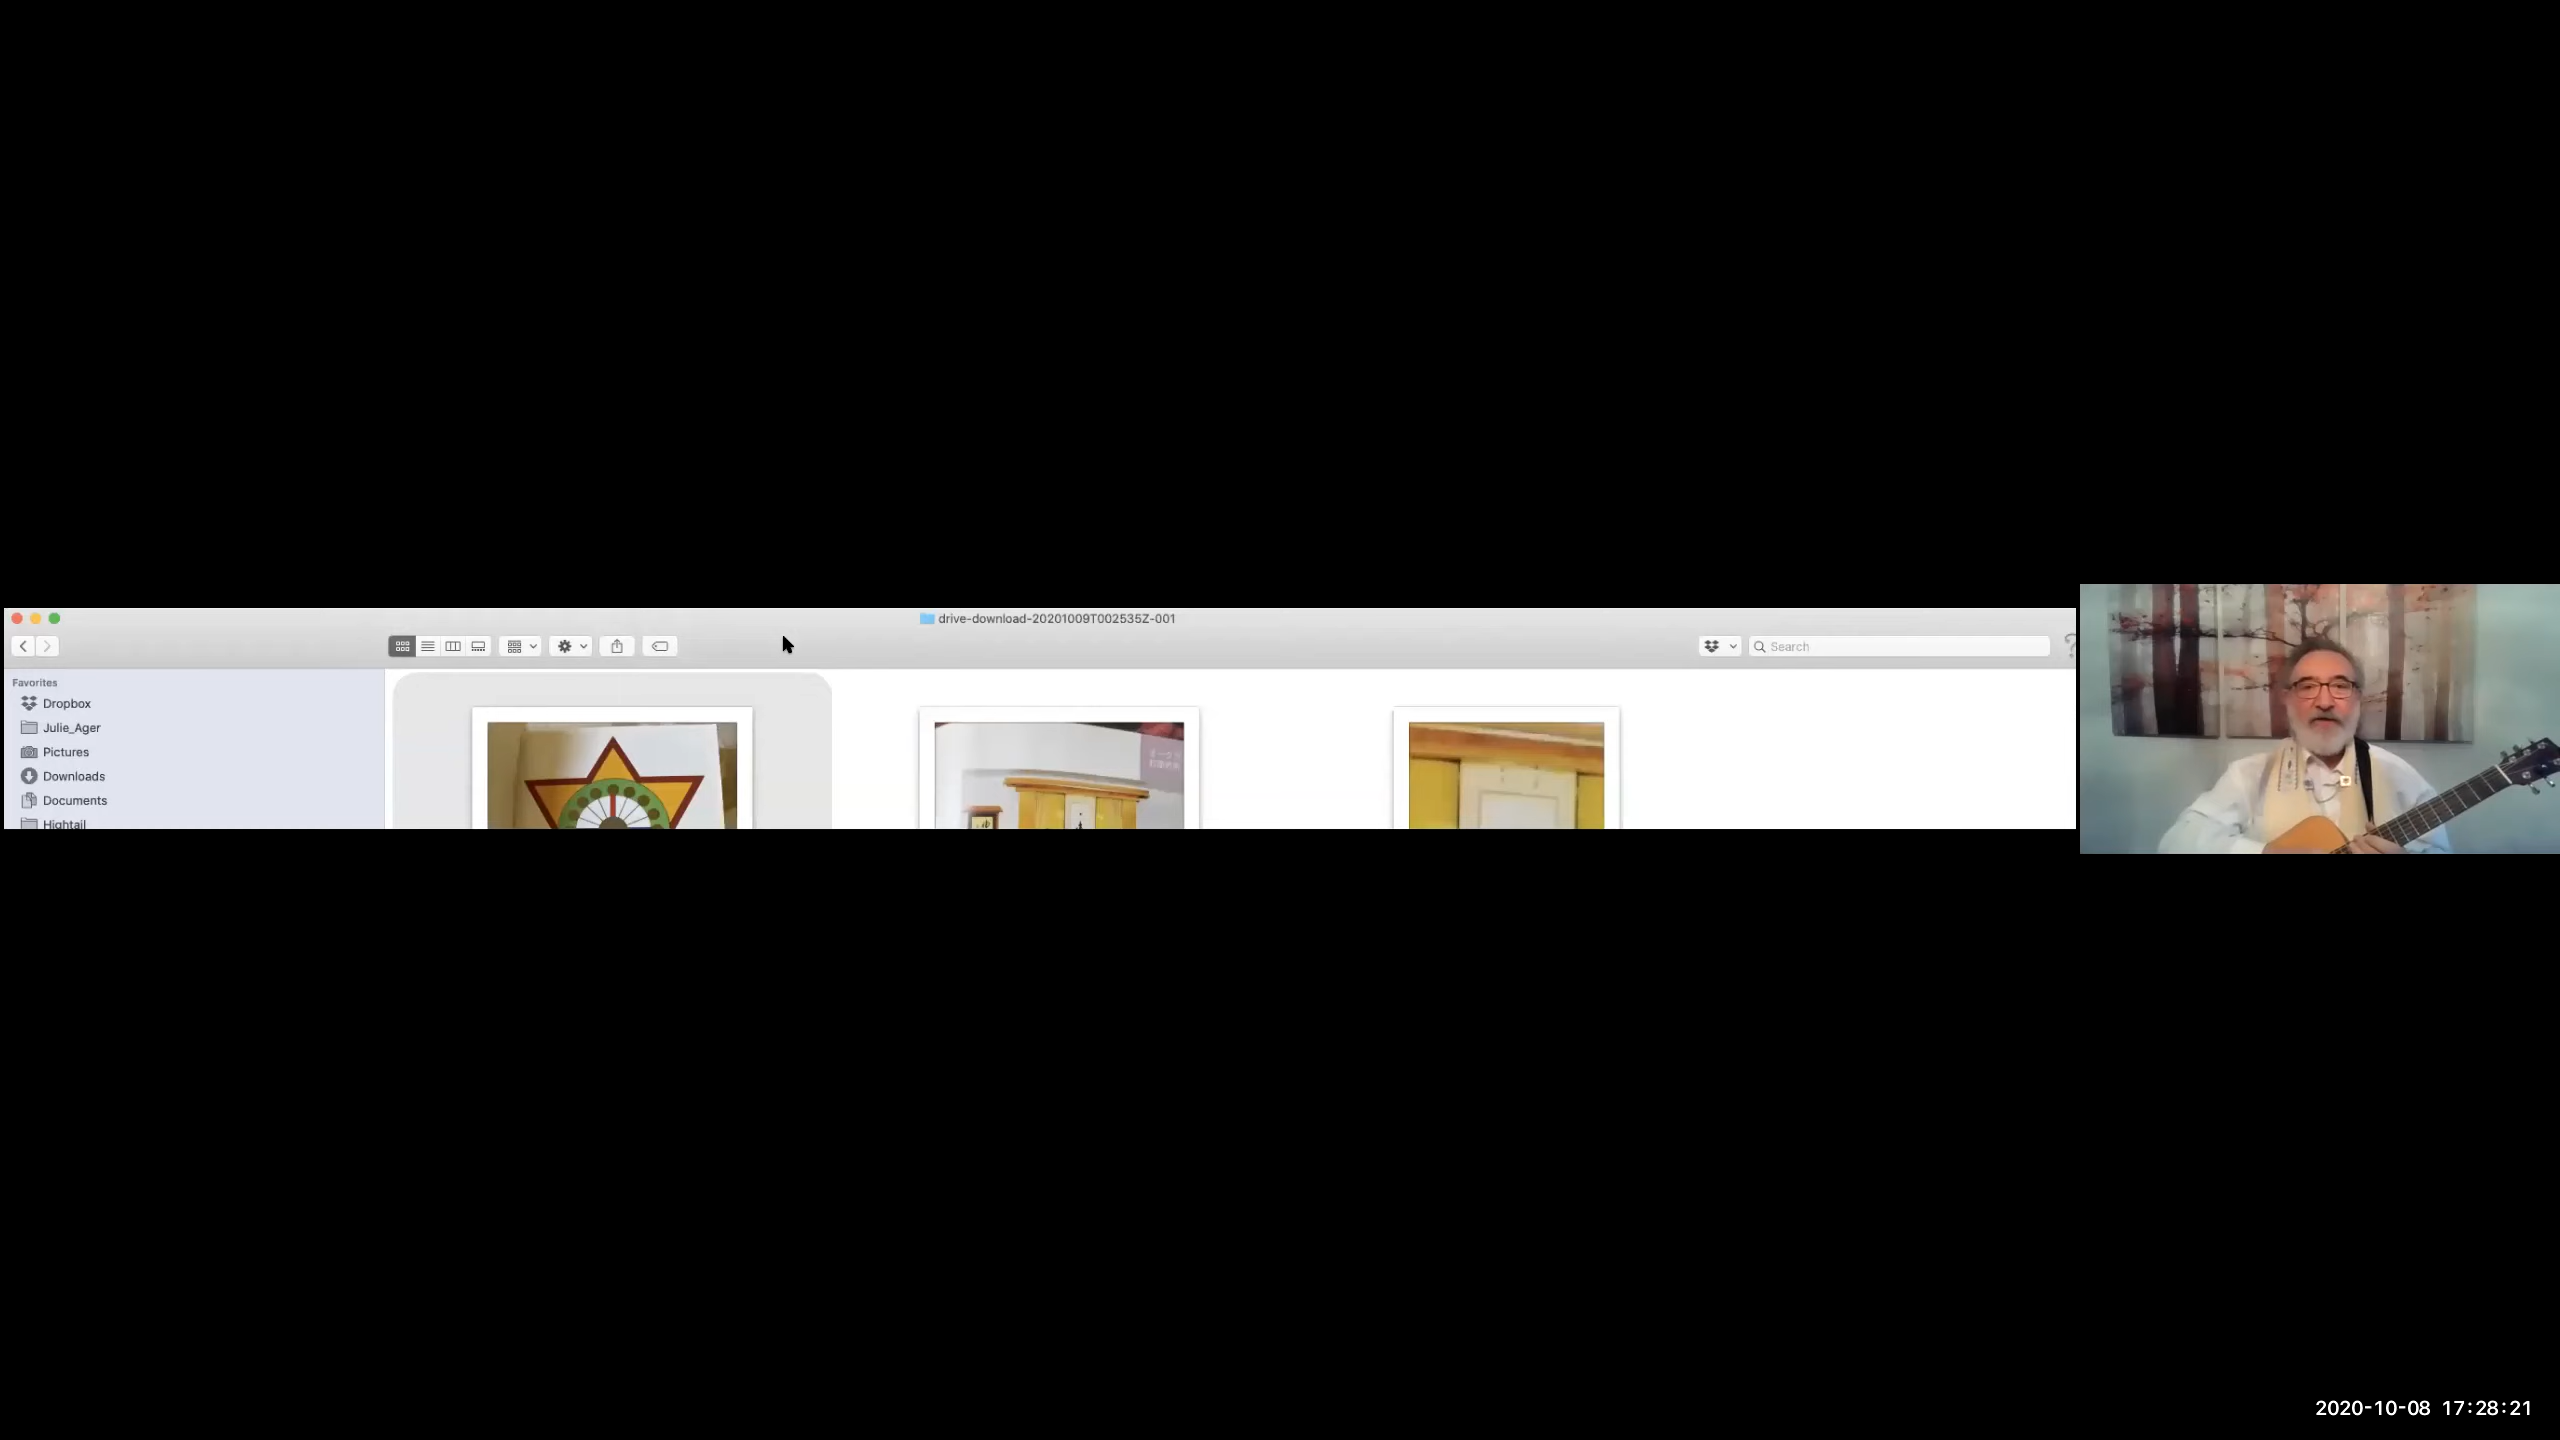 drive-download-20201009T002535Z-001
Search
Favorites
Dropbox
Julie_Ager
Pictures
Downloads
Documents
Hightail
2020-10-08 17:28:21